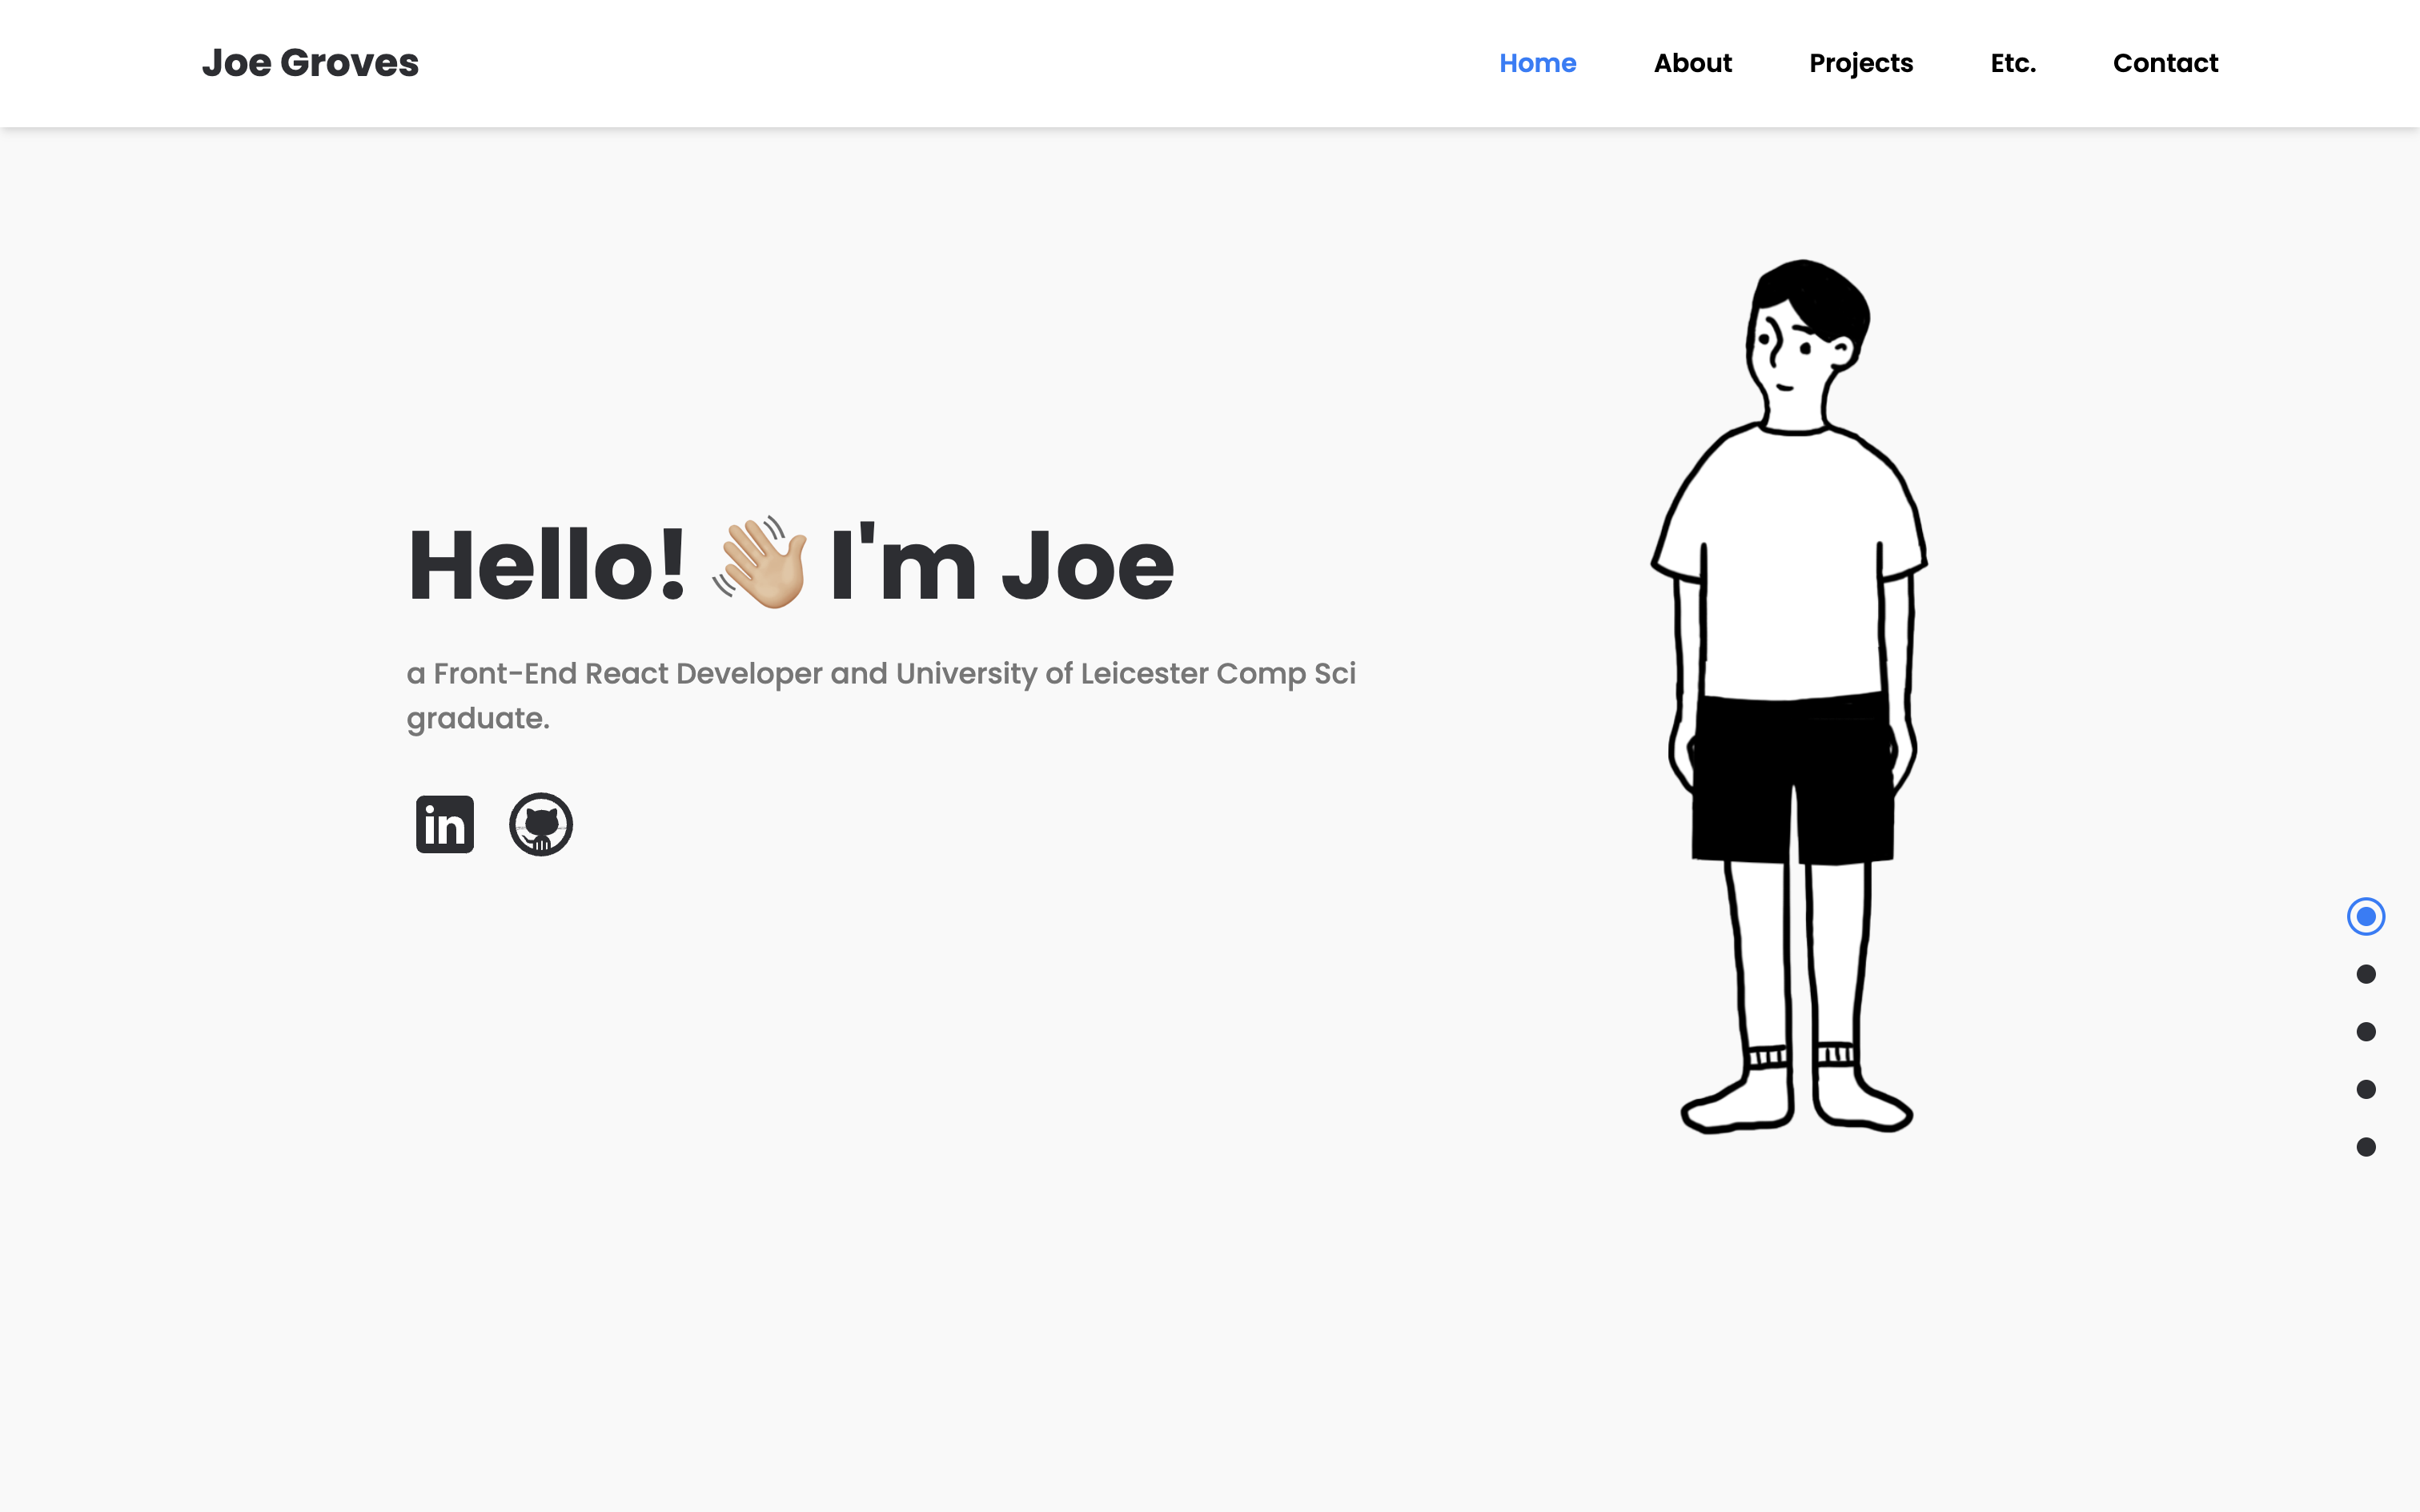 Joe Groves
Home About Projects Etc. Contact
Hello! 👋🏼 I'm Joe
a Front-End React Developer and University of Leicester Comp Sci
graduate.
in